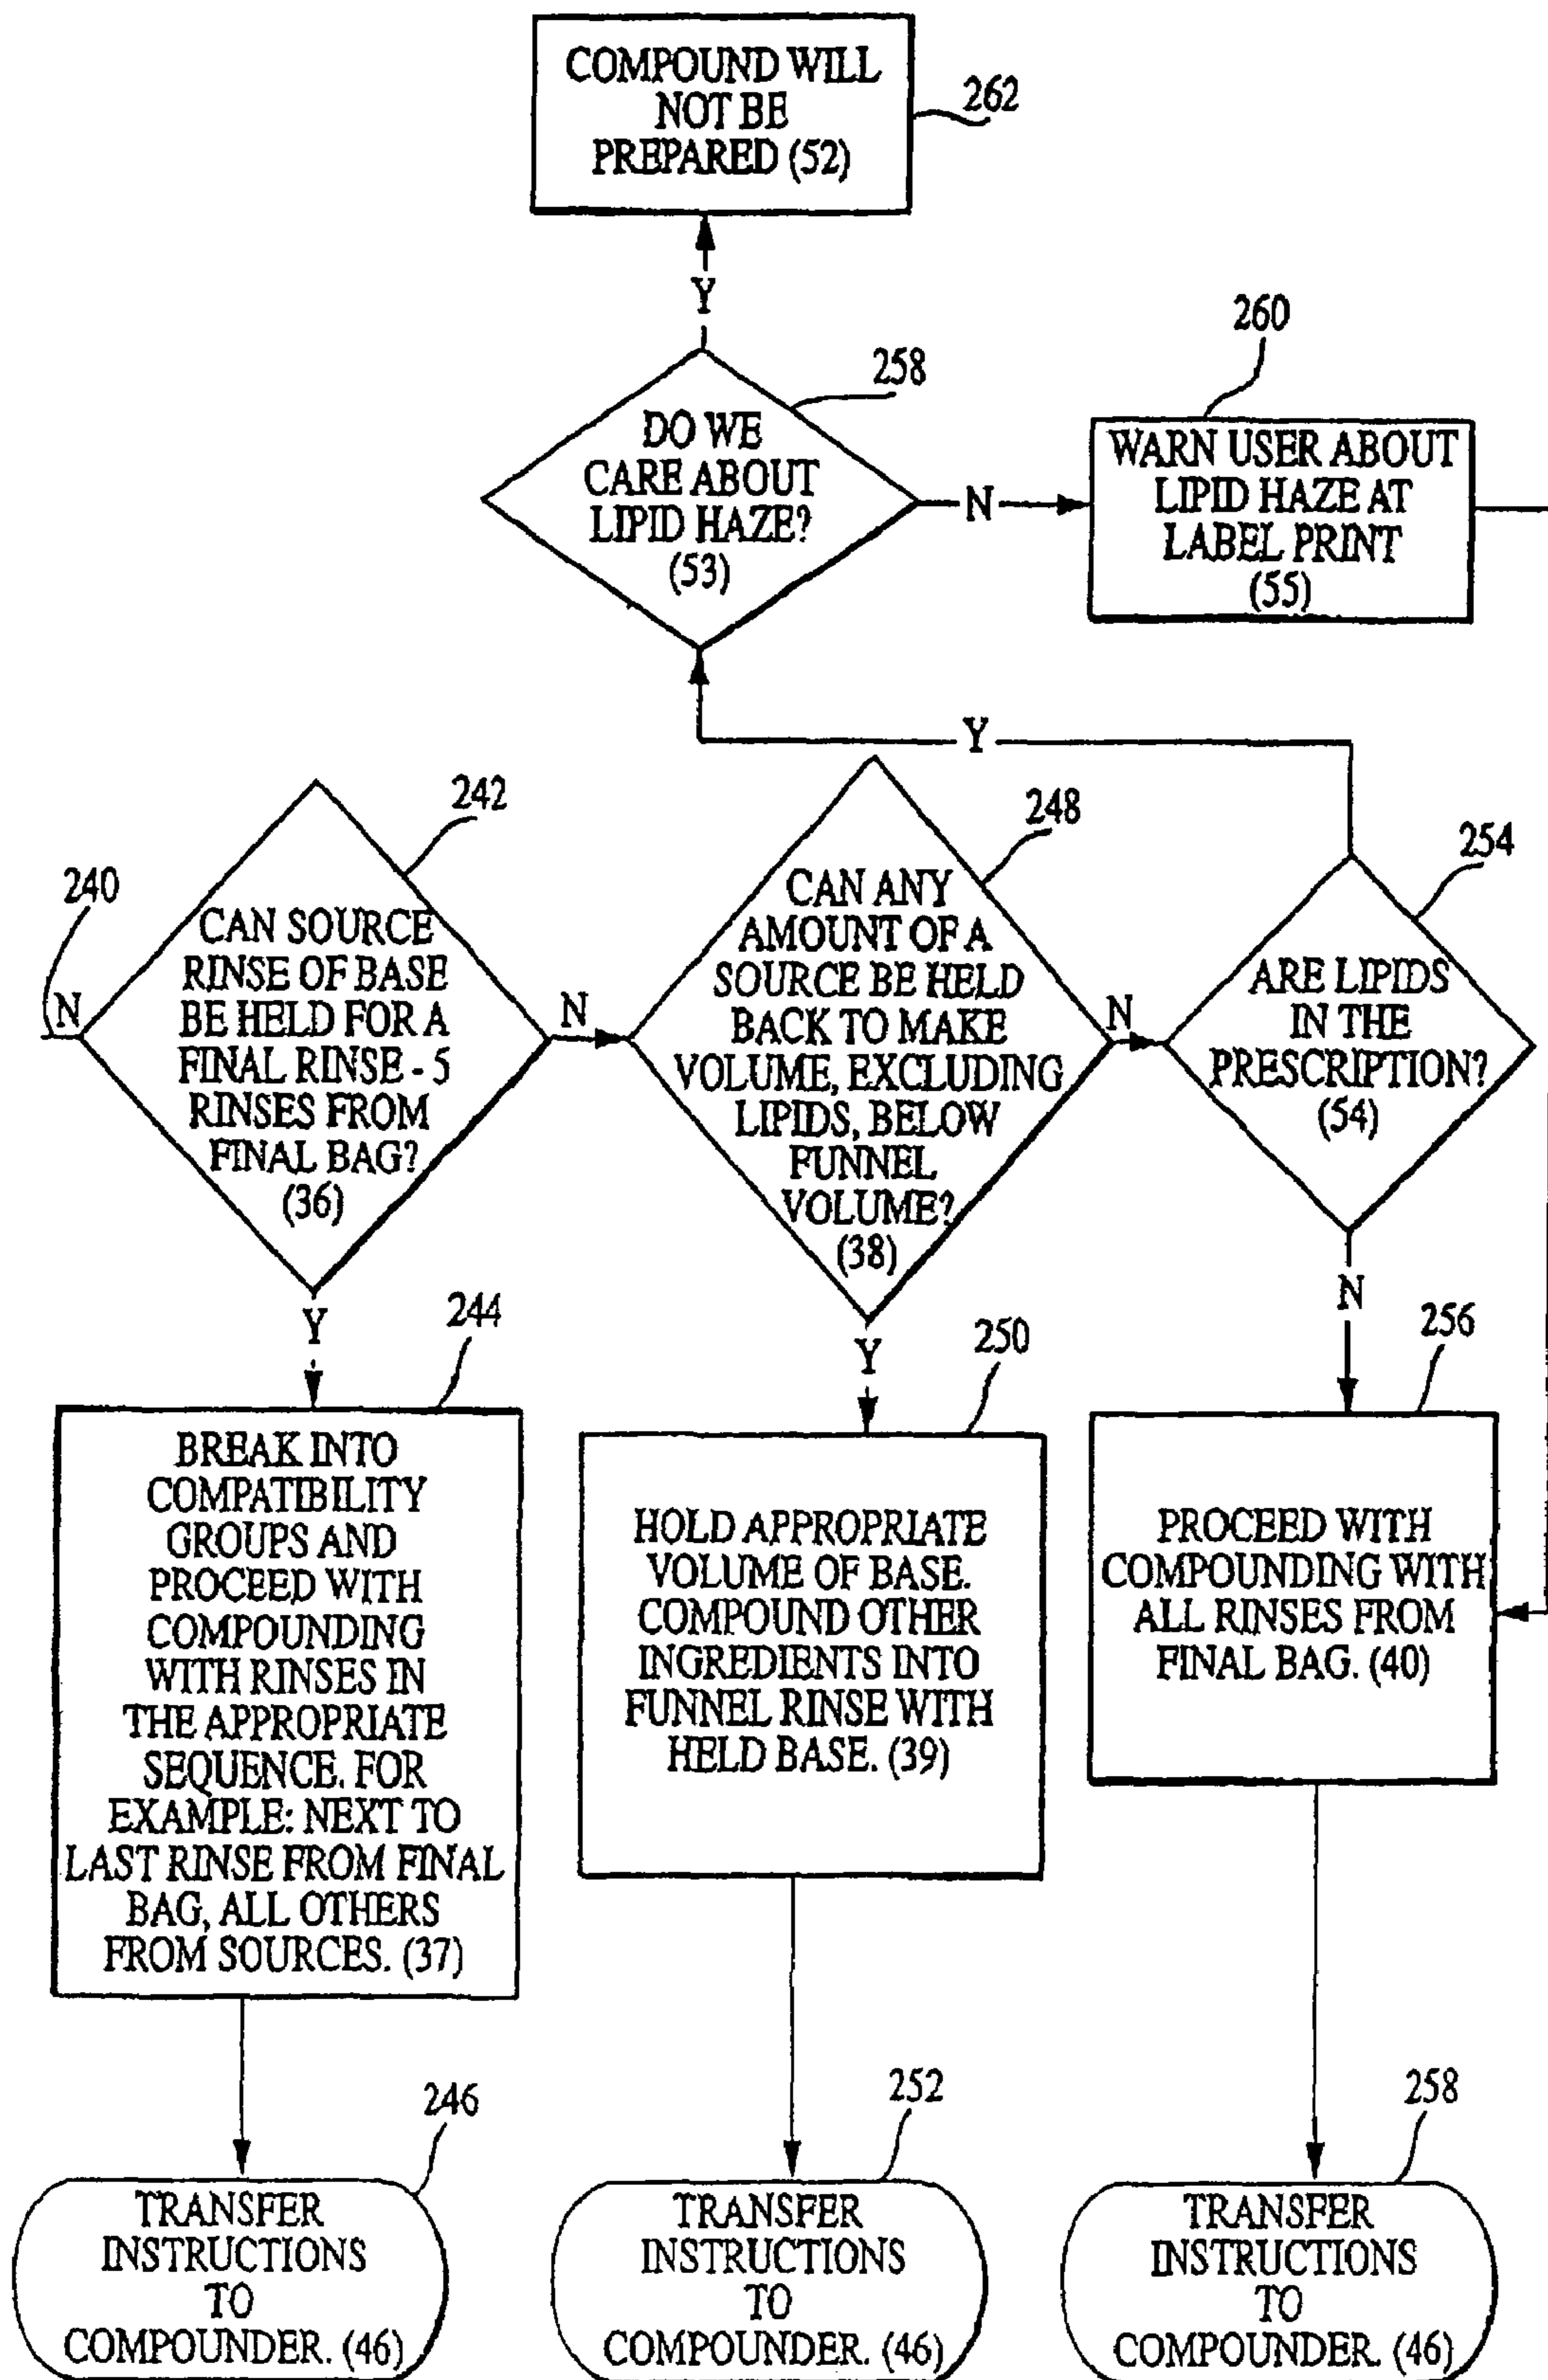 COMPOUND WILL
NOT BE
PREPARED (52)
262
Y
260
258
DO WE
CARE ABOUT
LIPID HAZE?
(53)
N
WARN USER ABOUT
LIPID HAZE AT
LABEL PRINT
(55)
Y
242
248
254
240
N
CAN SOURCE
RINSE OF BASE
BE HELD FOR A
FINAL RINSE - 5
RINSES FROM
FINAL BAG?
(36)
N
CAN ANY
AMOUNT OF A
SOURCE BE HELD
BACK TO MAKE
VOLUME, EXCLUDING
LIPIDS, BELOW
FUNNEL
VOLUME?
(38)
N
ARE LIPIDS
IN THE
PRESCRIPTION?
(54)
Y
244
Y
250
N
256
BREAK INTO
COMPATIBILITY
GROUPS AND
PROCEED WITH
COMPOUNDING
WITH RINSES IN
THE APPROPRIATE
SEQUENCE. FOR
EXAMPLE: NEXT TO
LAST RINSE FROM FINAL
BAG, ALL OTHERS
FROM SOURCES. (37)
HOLD APPROPRIATE
VOLUME OF BASE.
COMPOUND OTHER
INGREDIENTS INTO
FUNNEL RINSE WITH
HELD BASE. (39)
PROCEED WITH
COMPOUNDING WITH
ALL RINSES FROM
FINAL BAG. (40)
246
252
258
TRANSFER
INSTRUCTIONS
TO
COMPOUNDER. (46)
TRANSFER
INSTRUCTIONS
TO
COMPOUNDER. (46)
TRANSFER
INSTRUCTIONS
TO
COMPOUNDER. (46)